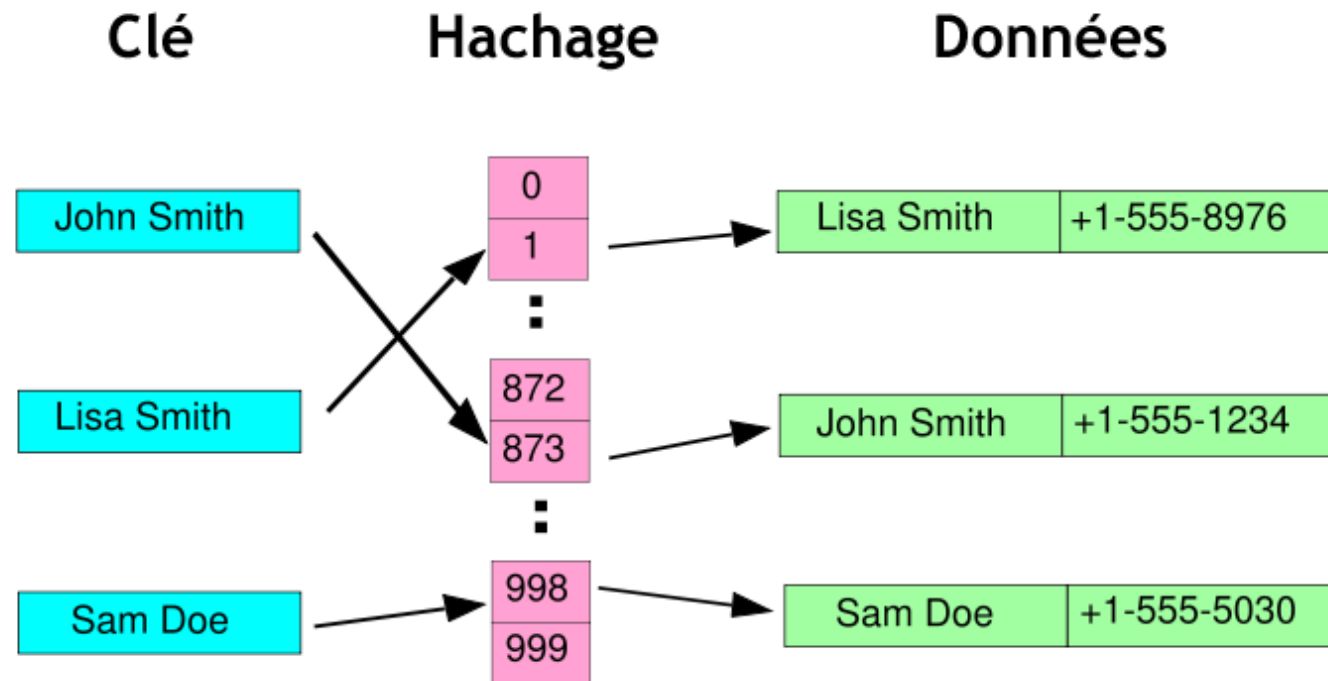 Clé Hachage Données
0
John Smith Lisa Smith +1-555-8976
1
:
872
Lisa Smith John Smith +1-555-1234
873
:
998
Sam Doe Sam Doe +1-555-5030
999